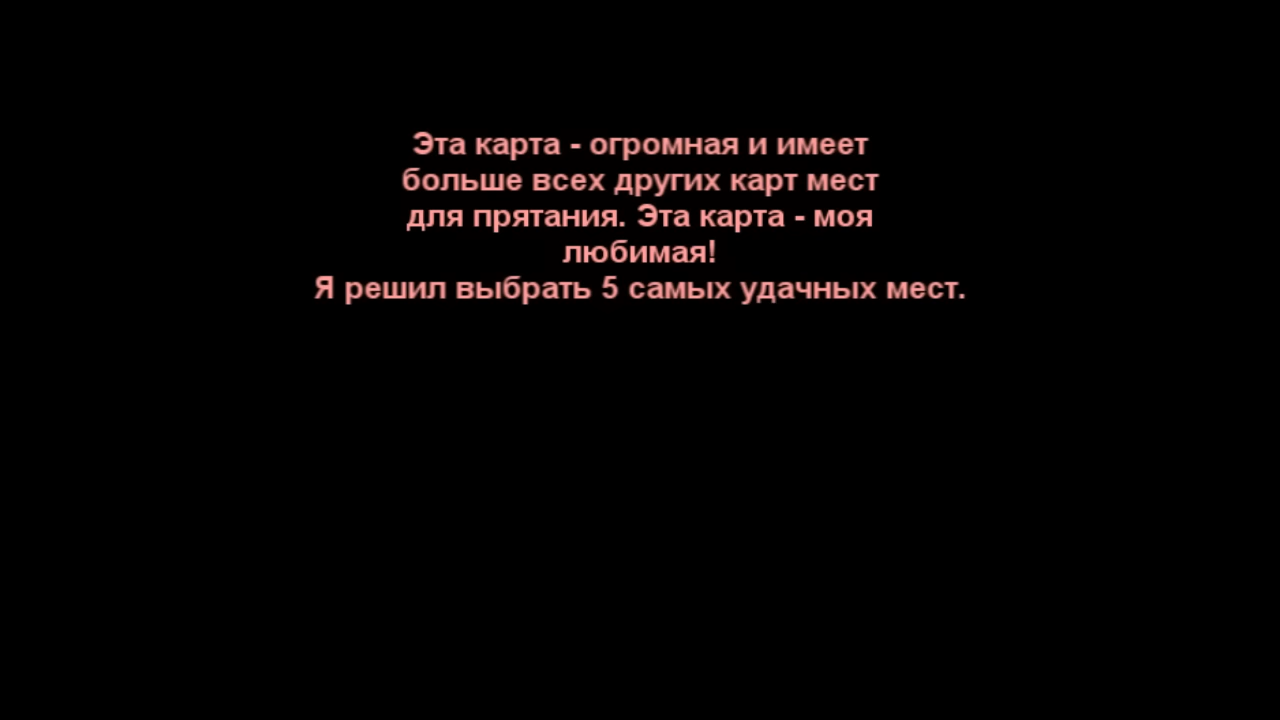 Эта карта - огромная и имеет
больше всех других карт мест
для прятания. Эта карта - моя
любимая!
Я решил выбрать 5 самых удачных мест.